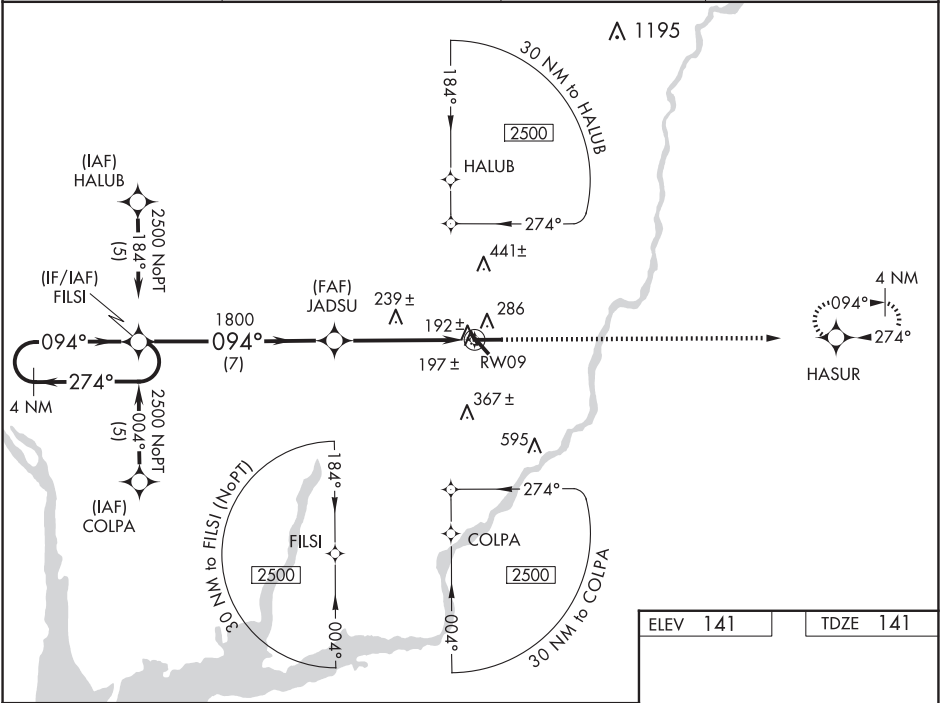 1195
30 NM to HALUB
184°
2500
HALUB
274°
(IAF)
HALUB
2500 NoPT
184°
(5)
441±
(IF/IAF)
FILSI
(FAF)
JADSU
239±
286
192±
4 NM
094°
274°
HASUR
094°
1800
094°
(7)
197±
RW09
274°
4 NM
2500 NoPT
004°
(5)
367±
595
(IAF)
COLPA
30 NM to FILSI (NoPT)
184°
FILSI
2500
004°
274°
COLPA
2500
004°
30 NM to COLPA
ELEV 141
TDZE 141